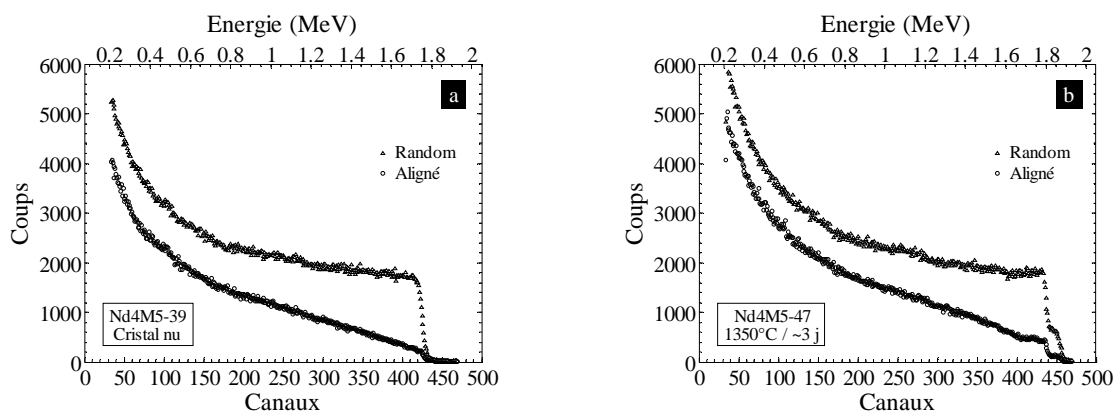 Energie (MeV)
0.2 0.4 0.6 0.8 1 1.2 1.4 1.6 1.8 2
6000
5000
4000
3000
2000
1000
0
Coups
a
Random
Aligné
Nd4M5-39
Cristal nu
0 50 100 150 200 250 300 350 400 450 500
Canaux
Energie (MeV)
0.2 0.4 0.6 0.8 1 1.2 1.4 1.6 1.8 2
6000
5000
4000
3000
2000
1000
0
Coups
b
Random
Aligné
Nd4M5-47
1350°C / ~3 j
0 50 100 150 200 250 300 350 400 450 500
Canaux